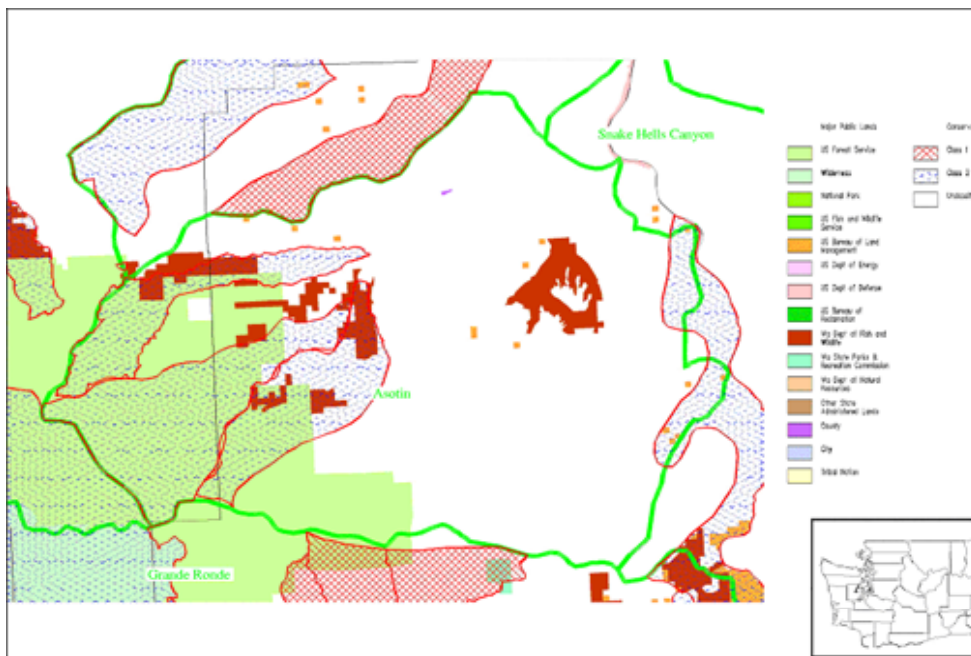 Snake Hells Canyon
Asotin
Grande Ronde
Major Public Lands
US Forest Service
Wilderness
National Park
US Fish and Wildlife
Service
US Bureau of Land
Management
US Dept of Energy
US Dept of Defense
US Bureau of
Reclamation
Wa Dept of Fish and
Wildlife
Wa State Parks &
Recreation Commission
Wa Dept of Natural
Resources
Other State
Administered Lands
County
City
Tribal Nation
Conserv
Class 1
Class 2